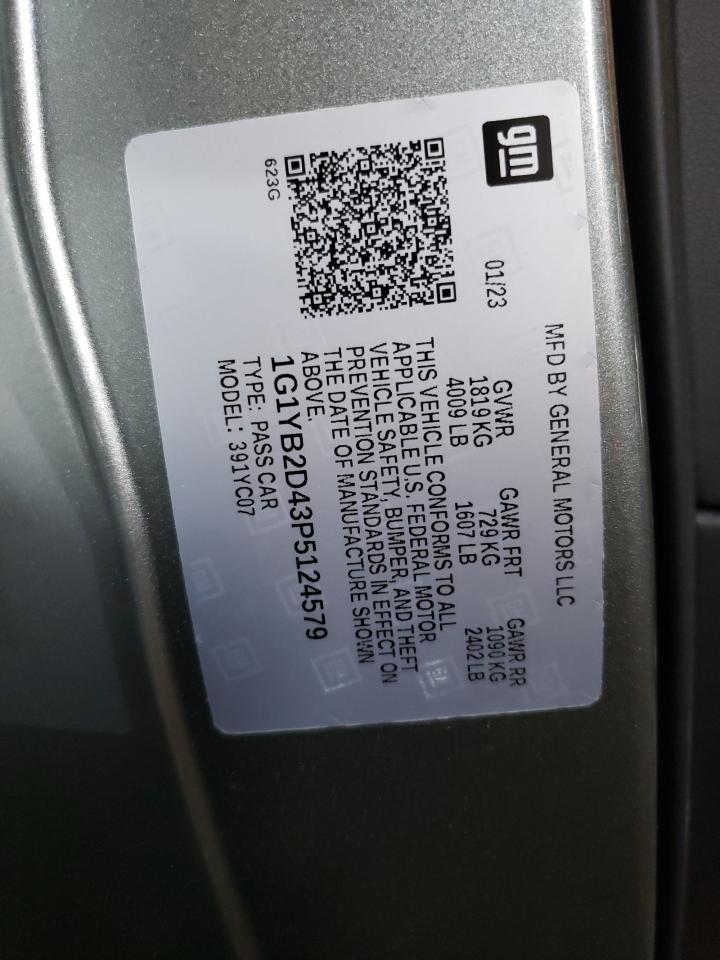 gm
MFD BY GENERAL MOTORS LLC
01/23
GVWR GAWR FRT GAWR RR
1819 KG 729 KG 1090 KG
4009 LB 1607 LB 2402 LB
THIS VEHICLE CONFORMS TO ALL
APPLICABLE U.S. FEDERAL MOTOR
VEHICLE SAFETY, BUMPER, AND THEFT
PREVENTION STANDARDS IN EFFECT ON
THE DATE OF MANUFACTURE SHOWN
ABOVE.
623G
1G1YB2D43P5124579
TYPE: PASS CAR
MODEL: 391YC07